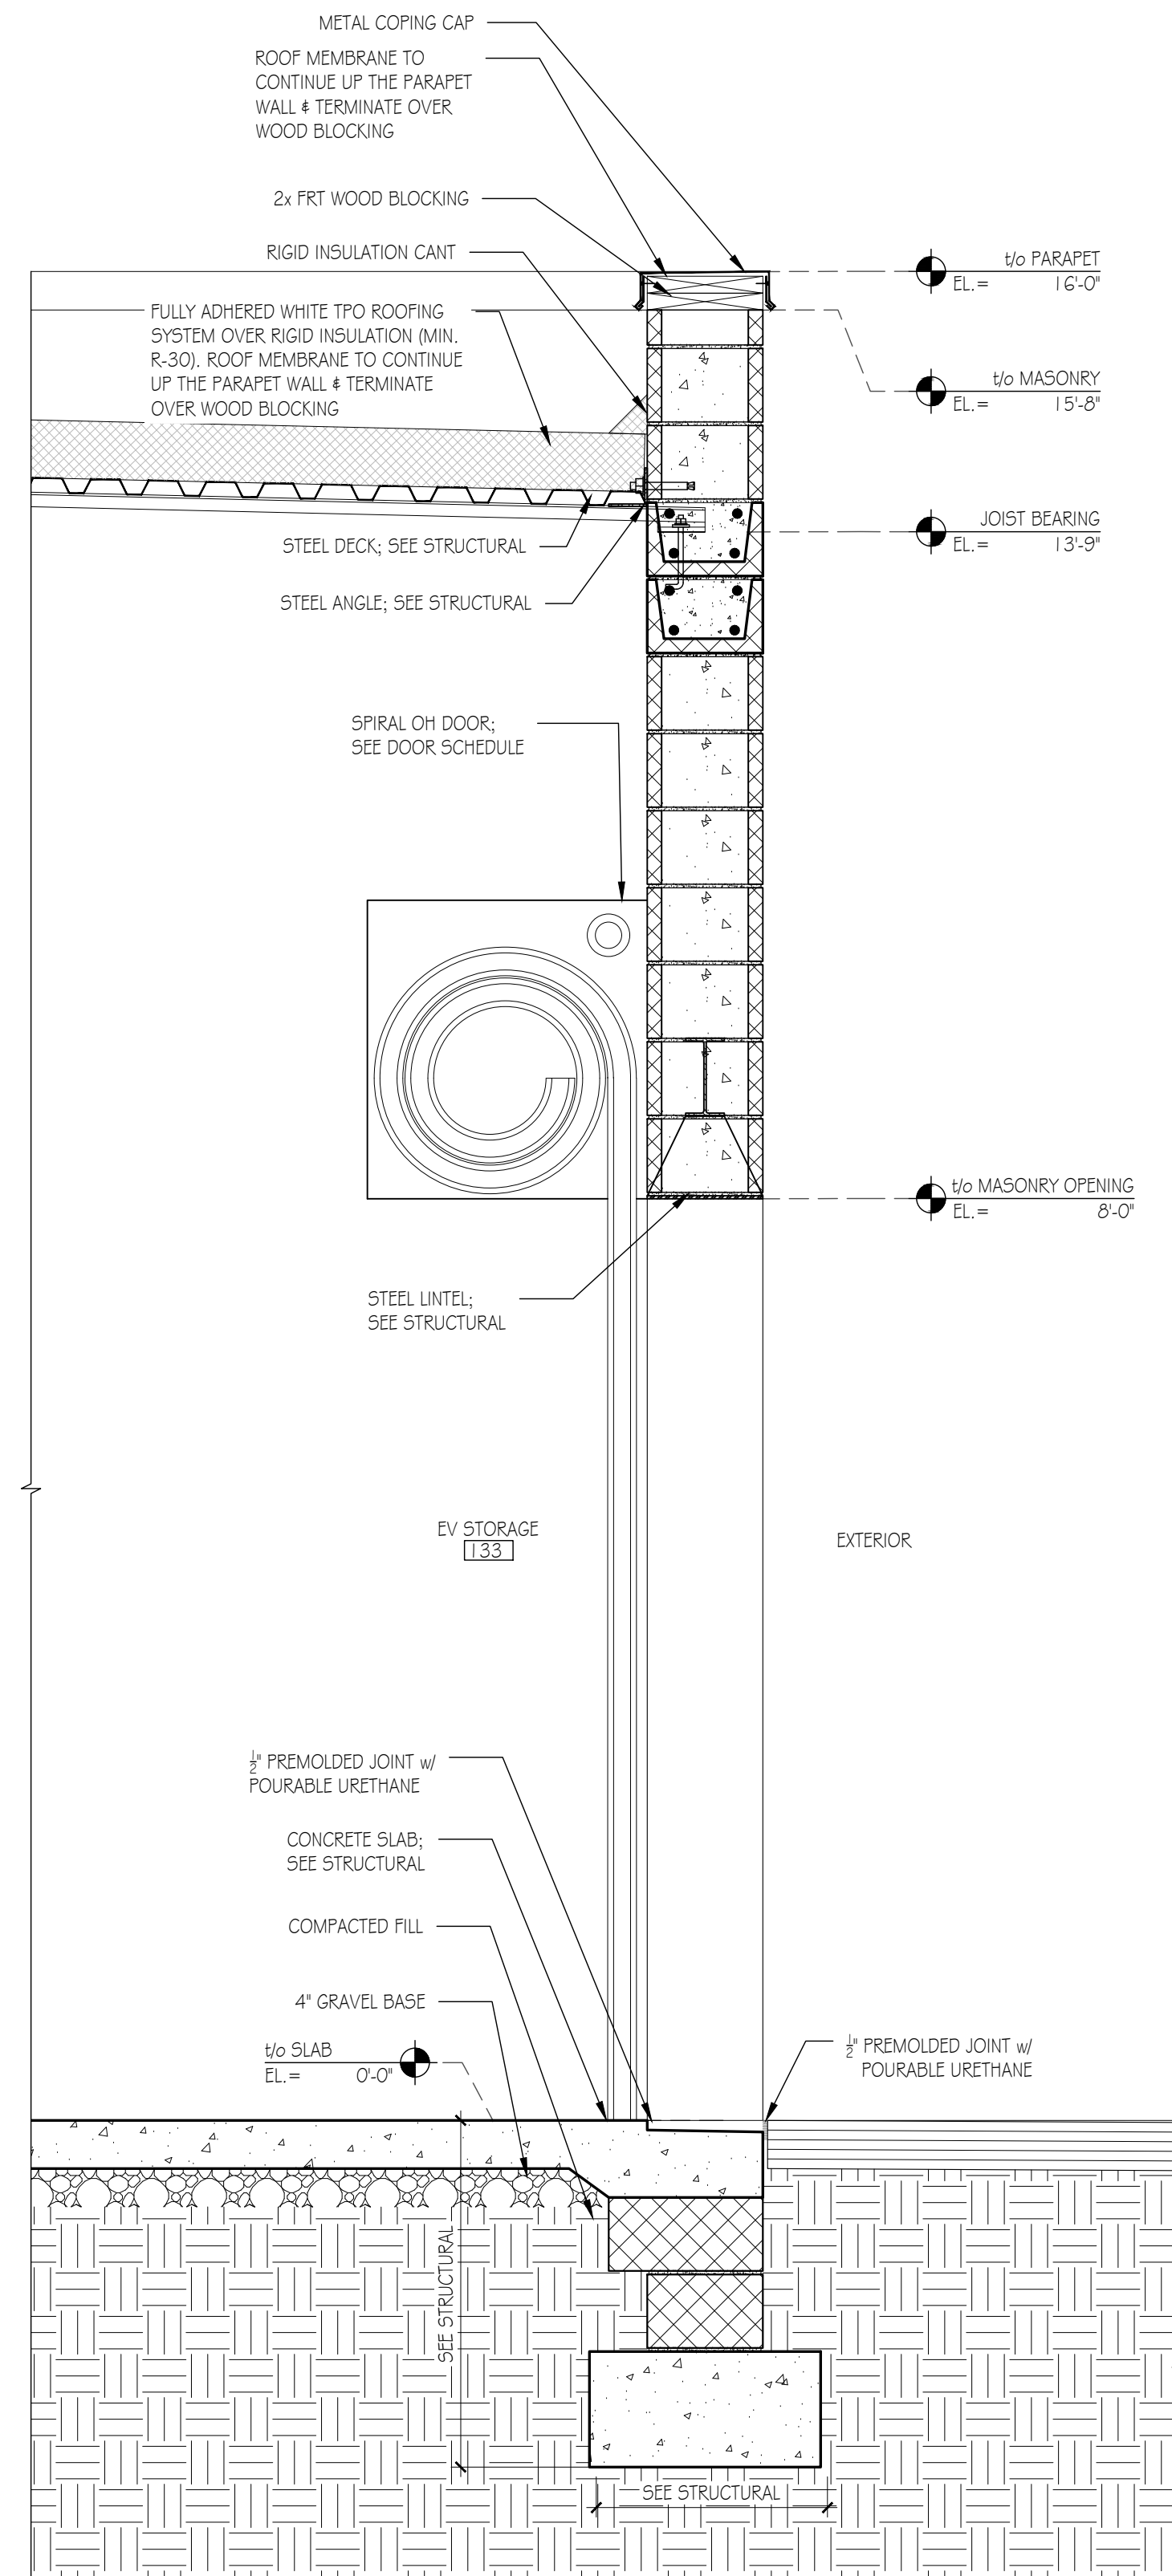 METAL COPING CAP
ROOF MEMBRANE TO
CONTINUE UP THE PARAPET
WALL & TERMINATE OVER
WOOD BLOCKING
2x FRT WOOD BLOCKING
RIGID INSULATION CANT
t/o PARAPET
EL.= 16'-0"
FULLY ADHERED WHITE TPO ROOFING
SYSTEM OVER RIGID INSULATION (MIN.
R-30). ROOF MEMBRANE TO CONTINUE
UP THE PARAPET WALL & TERMINATE
OVER WOOD BLOCKING
t/o MASONRY
EL.= 15'-8"
JOIST BEARING
EL.= 13'-9"
STEEL DECK; SEE STRUCTURAL
STEEL ANGLE; SEE STRUCTURAL
SPIRAL OH DOOR;
SEE DOOR SCHEDULE
t/o MASONRY OPENING
EL.= 8'-0"
STEEL LINTEL;
SEE STRUCTURAL
EV STORAGE
133
EXTERIOR
½" PREMOLDED JOINT w/
POURABLE URETHANE
CONCRETE SLAB;
SEE STRUCTURAL
COMPACTED FILL
4" GRAVEL BASE
t/o SLAB
EL.= 0'-0"
½" PREMOLDED JOINT w/
POURABLE URETHANE
SEE STRUCTURAL
SEE STRUCTURAL